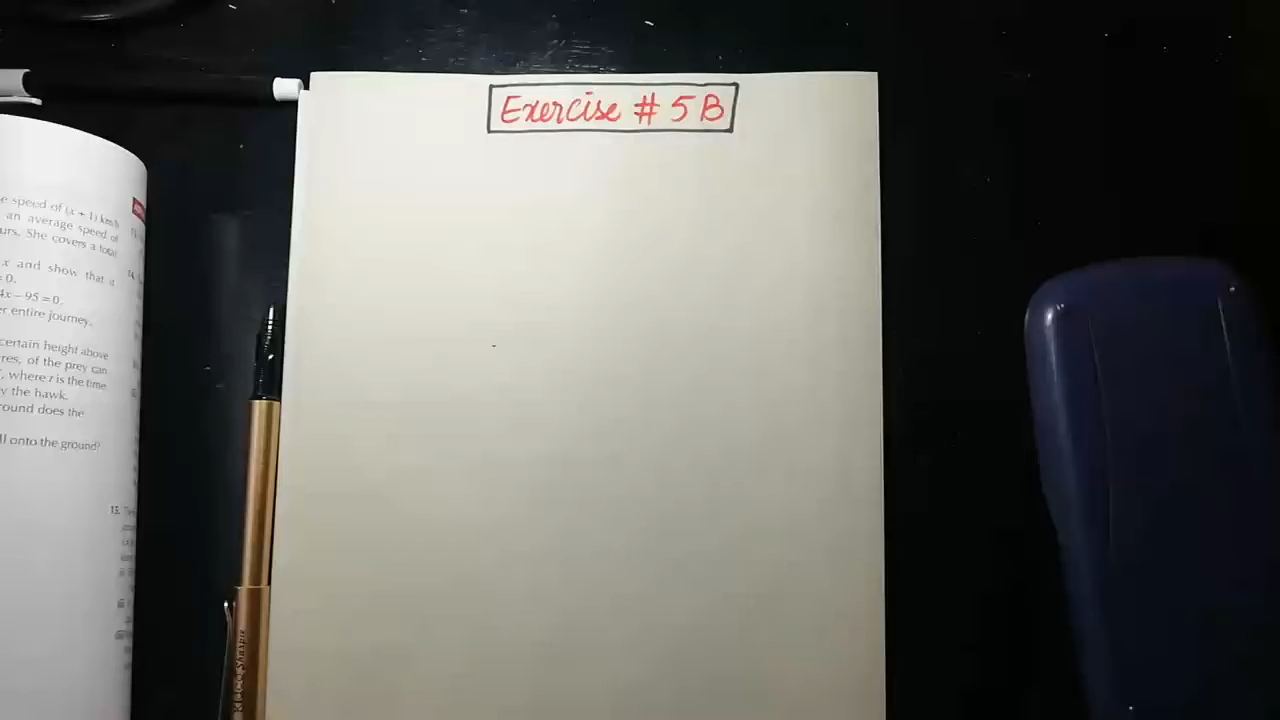 Exercise # 5B
e speed of (x + 1) km/h
an average speed of
urs. She covers a total
x and show that it
= 0.
4x − 95 = 0.
er entire journey.
certain height above
res, of the prey can
, where t is the time
y the hawk.
round does the
ll onto the ground?
15.